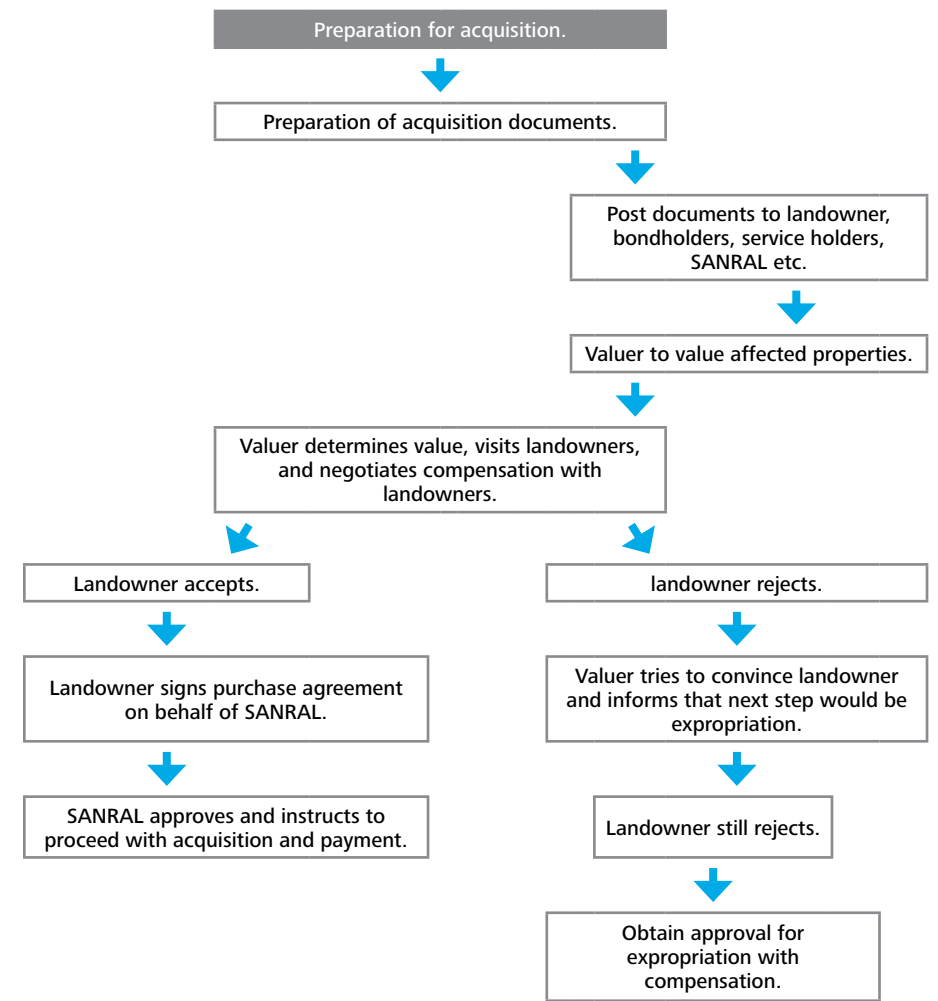 Preparation for acquisition.
Preparation of acquisition documents.
Post documents to landowner,
bondholders, service holders,
SANRAL etc.
Valuer to value affected properties.
Valuer determines value, visits landowners,
and negotiates compensation with
landowners.
Landowner accepts.
landowner rejects.
Landowner signs purchase agreement
on behalf of SANRAL.
Valuer tries to convince landowner
and informs that next step would be
expropriation.
SANRAL approves and instructs to
proceed with acquisition and payment.
Landowner still rejects.
Obtain approval for
expropriation with
compensation.